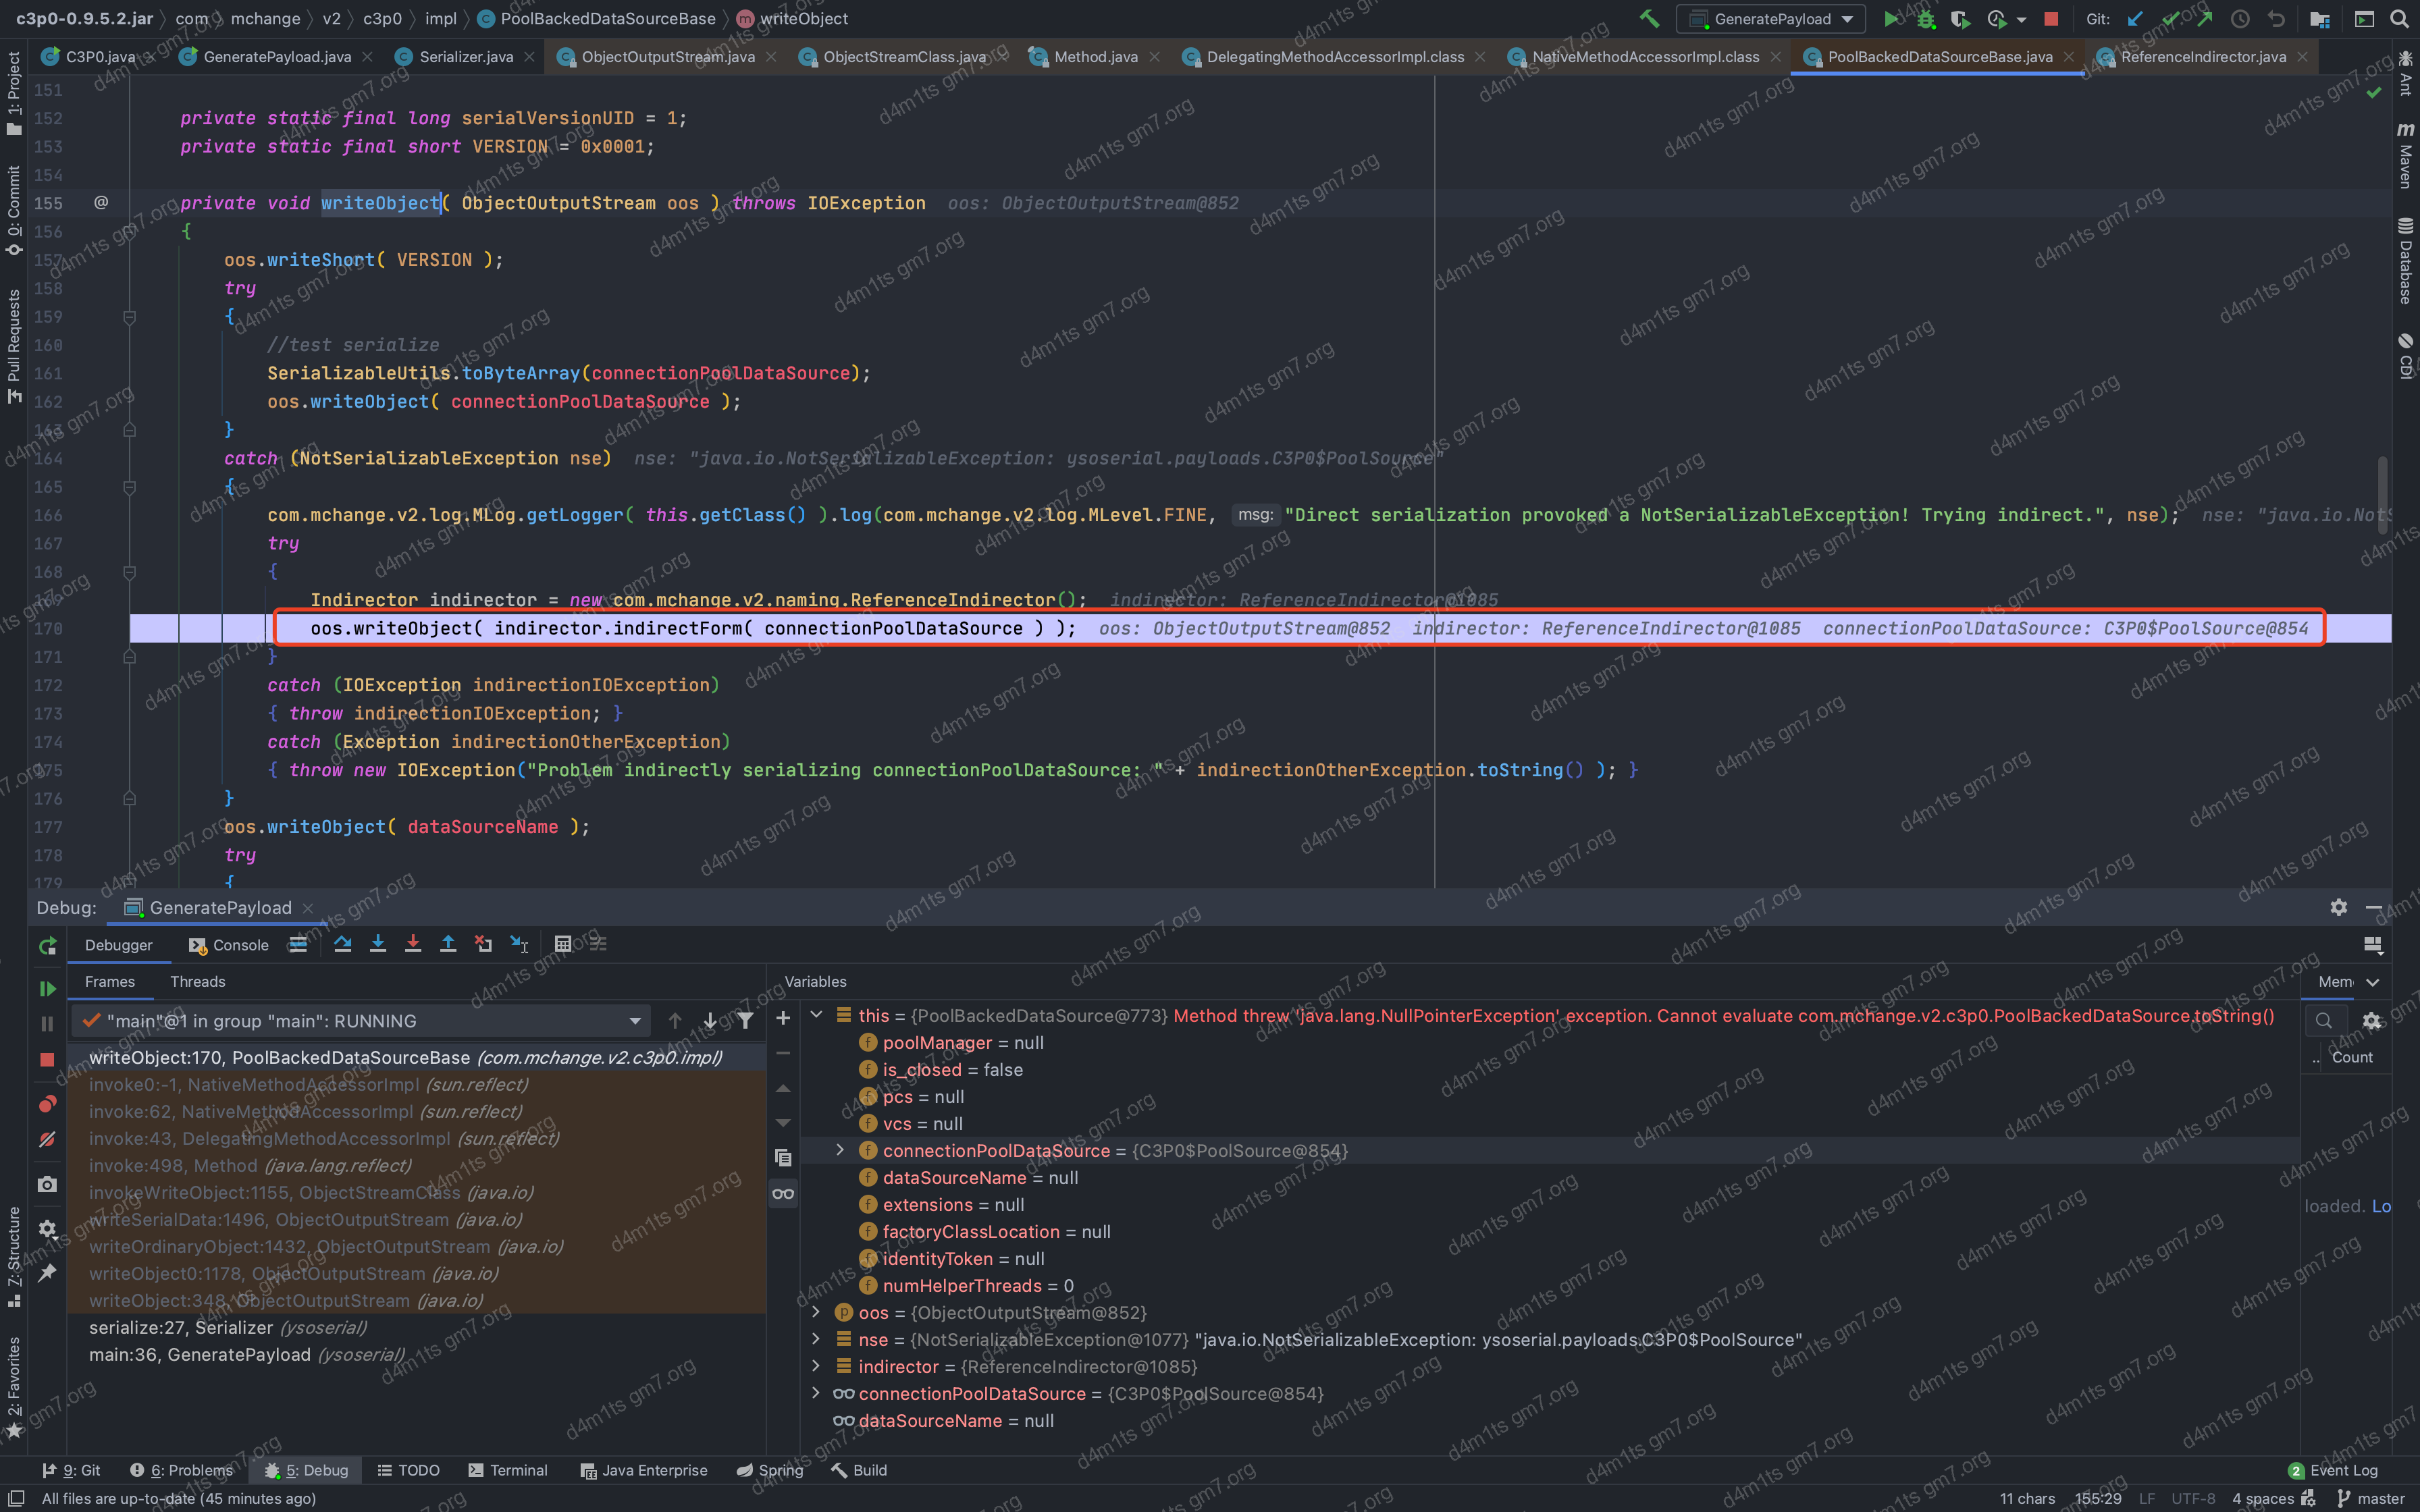 c3p0-0.9.5.2.jar com mchange v2 c3p0 impl PoolBackedDataSourceBase writeObject GeneratePayload Git:
C3P0.java GeneratePayload.java Serializer.java ObjectOutputStream.java ObjectStreamClass.java Method.java DelegatingMethodAccessorImpl.class NativeMethodAccessorImpl.class PoolBackedDataSourceBase.java ReferenceIndirector.java
1: Project
0: Commit
Pull Requests
7: Structure
2: Favorites
Ant
Maven
Database
CDI
151
152 private static final long serialVersionUID = 1;
153 private static final short VERSION = 0x0001;
154
155 @ private void writeObject( ObjectOutputStream oos ) throws IOException oos: ObjectOutputStream@852
156 {
157 oos.writeShort( VERSION );
158 try
159 {
160 //test serialize
161 SerializableUtils.toByteArray(connectionPoolDataSource);
162 oos.writeObject( connectionPoolDataSource );
163 }
164 catch (NotSerializableException nse) nse: "java.io.NotSerializableException: ysoserial.payloads.C3P0$PoolSource"
165 {
166 com.mchange.v2.log.MLog.getLogger( this.getClass() ).log(com.mchange.v2.log.MLevel.FINE, msg: "Direct serialization provoked a NotSerializableException! Trying indirect.", nse); nse: "java.io.NotS
167 try
168 {
169 Indirector indirector = new com.mchange.v2.naming.ReferenceIndirector(); indirector: ReferenceIndirector@1085
170 oos.writeObject( indirector.indirectForm( connectionPoolDataSource ) ); oos: ObjectOutputStream@852 indirector: ReferenceIndirector@1085 connectionPoolDataSource: C3P0$PoolSource@854
171 }
172 catch (IOException indirectionIOException)
173 { throw indirectionIOException; }
174 catch (Exception indirectionOtherException)
175 { throw new IOException("Problem indirectly serializing connectionPoolDataSource: " + indirectionOtherException.toString() ); }
176 }
177 oos.writeObject( dataSourceName );
178 try
179 {
Debug: GeneratePayload
Debugger Console
Frames Threads
"main"@1 in group "main": RUNNING
writeObject:170, PoolBackedDataSourceBase (com.mchange.v2.c3p0.impl)
invoke0:-1, NativeMethodAccessorImpl (sun.reflect)
invoke:62, NativeMethodAccessorImpl (sun.reflect)
invoke:43, DelegatingMethodAccessorImpl (sun.reflect)
invoke:498, Method (java.lang.reflect)
invokeWriteObject:1155, ObjectStreamClass (java.io)
writeSerialData:1496, ObjectOutputStream (java.io)
writeOrdinaryObject:1432, ObjectOutputStream (java.io)
writeObject0:1178, ObjectOutputStream (java.io)
writeObject:348, ObjectOutputStream (java.io)
serialize:27, Serializer (ysoserial)
main:36, GeneratePayload (ysoserial)
Variables
this = {PoolBackedDataSource@773} Method threw 'java.lang.NullPointerException' exception. Cannot evaluate com.mchange.v2.c3p0.PoolBackedDataSource.toString()
poolManager = null
is_closed = false
pcs = null
vcs = null
connectionPoolDataSource = {C3P0$PoolSource@854}
dataSourceName = null
extensions = null
factoryClassLocation = null
identityToken = null
numHelperThreads = 0
oos = {ObjectOutputStream@852}
nse = {NotSerializableException@1077} "java.io.NotSerializableException: ysoserial.payloads.C3P0$PoolSource"
indirector = {ReferenceIndirector@1085}
connectionPoolDataSource = {C3P0$PoolSource@854}
dataSourceName = null
Mem
.. Count
loaded. Lo
9: Git 6: Problems 5: Debug TODO Terminal Java Enterprise Spring Build 2 Event Log
All files are up-to-date (45 minutes ago) 11 chars 155:29 LF UTF-8 4 spaces master
d4m1ts gm7.org